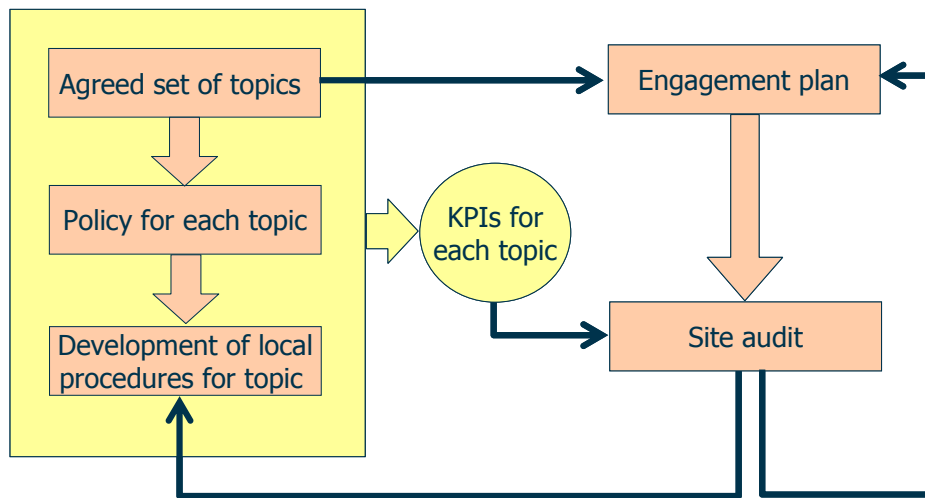 Agreed set of topics
Engagement plan
Policy for each topic
KPIs for
each topic
Development of local
procedures for topic
Site audit